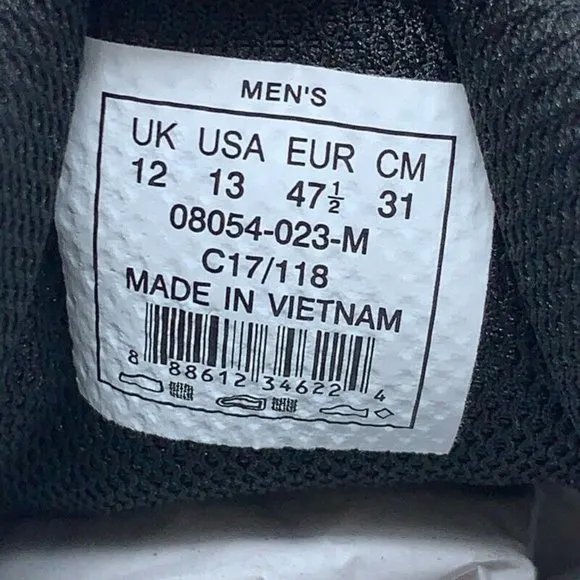 MEN'S
UK USA EUR CM
12 13 47½ 31
08054-023-M
C17/118
MADE IN VIETNAM
8 88612 34622 4